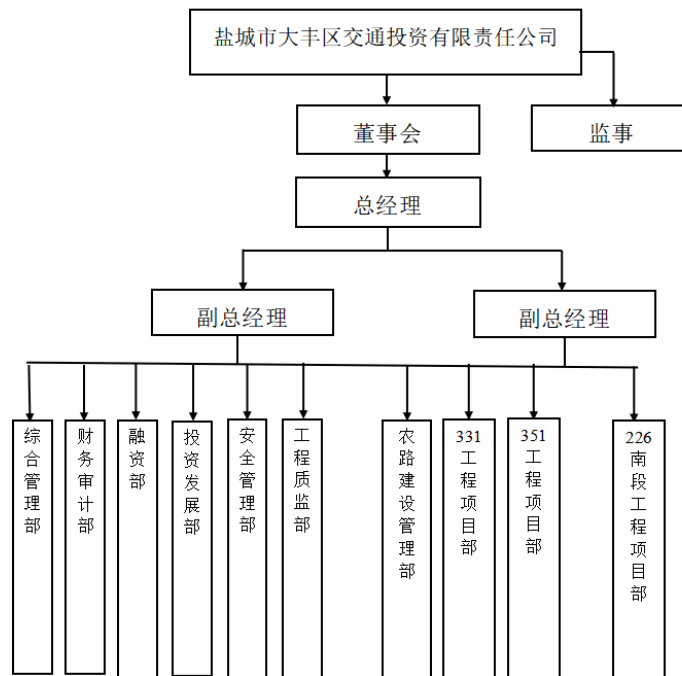 盐城市大丰区交通投资有限责任公司
董事会
监事
总经理
副总经理
副总经理
综合管理部
财务审计部
融资部
投资发展部
安全管理部
工程质监部
农路建设管理部
331工程项目部
351工程项目部
226南段工程项目部